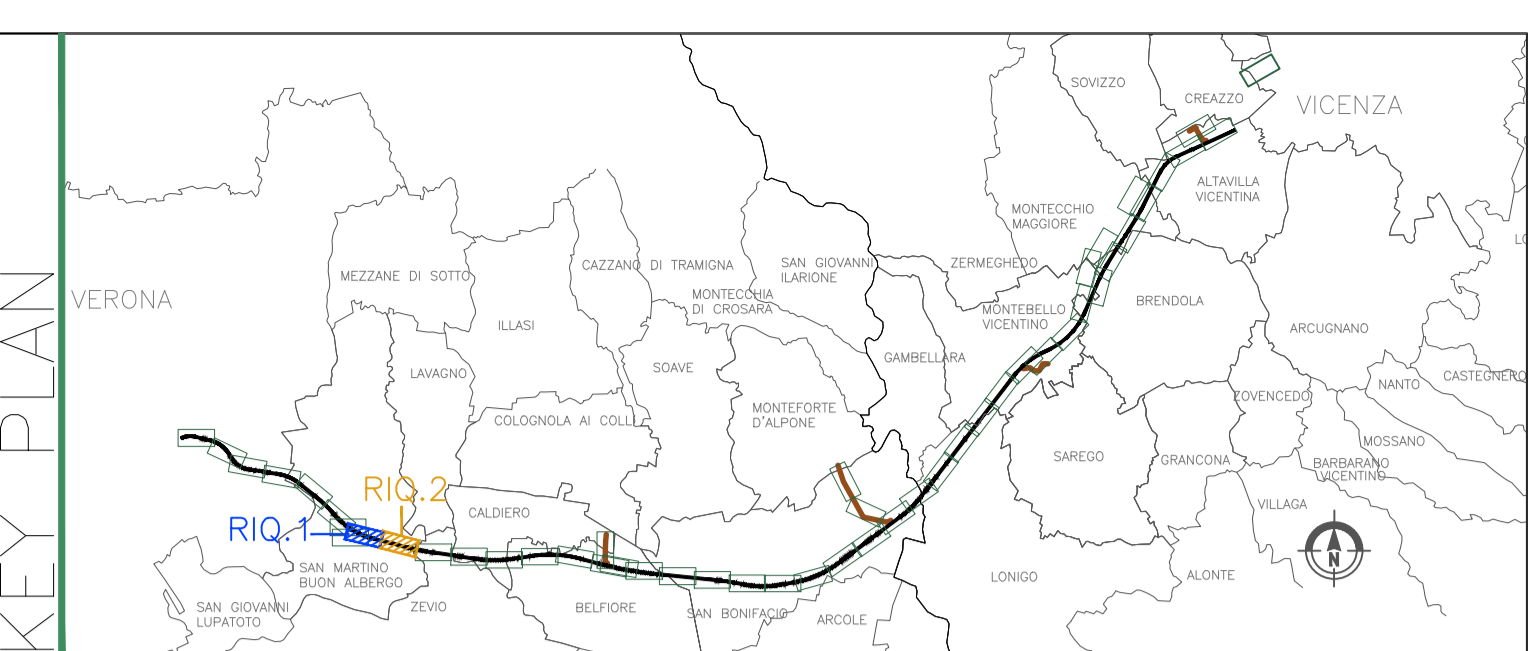 KEY PLAN
SOVIZZO
CREAZZO
VICENZA
ALTAVILLA
VICENTINA
MONTECCHIO
MAGGIORE
ZERMEGHEDO
SAN GIOVANNI
ILARIONE
CAZZANO DI TRAMIGNA
MEZZANE DI SOTTO
VERONA
MONTECCHIA
DI CROSARA
MONTEBELLO
VICENTINO
BRENDOLA
ARCUGNANO
ILLASI
GAMBELLARA
SOAVE
LAVAGNO
NANTO
CASTEGNERO
ZOVENCEDO
MONTEFORTE
D'ALPONE
COLOGNOLA AI COLLI
MOSSANO
SAREGO
GRANCONA
BARBARANO
VICENTINO
VILLAGA
RIQ.2
CALDIERO
RIQ.1
N
SAN MARTINO
BUON ALBERGO
LONIGO
ALONTE
SAN GIOVANNI
LUPATOTO
ZEVIO
BELFIORE
SAN BONIFACIO
ARCOLE